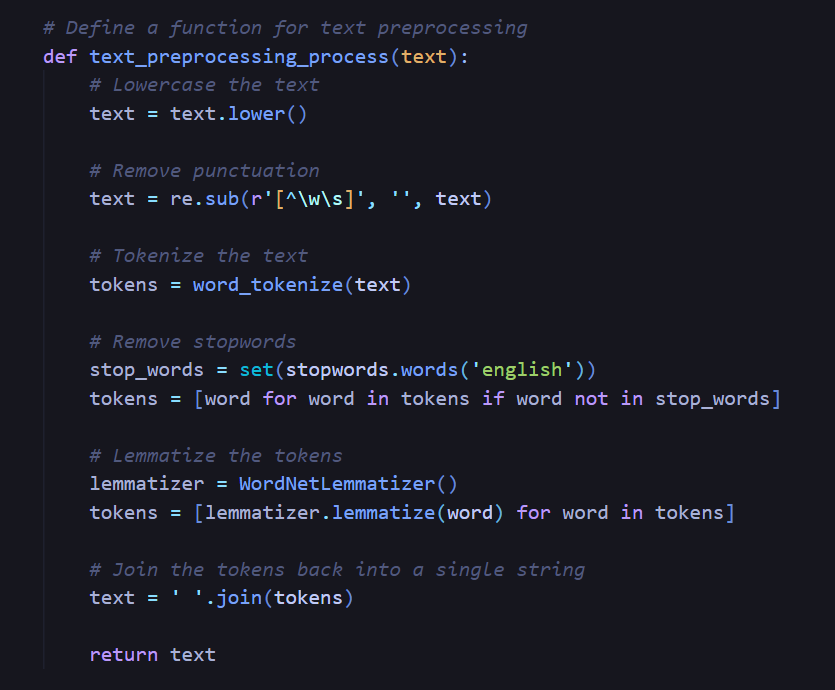 # Define a function for text preprocessing
def text_preprocessing_process(text):
    # Lowercase the text
    text = text.lower()

    # Remove punctuation
    text = re.sub(r'[^\w\s]', '', text)

    # Tokenize the text
    tokens = word_tokenize(text)

    # Remove stopwords
    stop_words = set(stopwords.words('english'))
    tokens = [word for word in tokens if word not in stop_words]

    # Lemmatize the tokens
    lemmatizer = WordNetLemmatizer()
    tokens = [lemmatizer.lemmatize(word) for word in tokens]

    # Join the tokens back into a single string
    text = ' '.join(tokens)

    return text